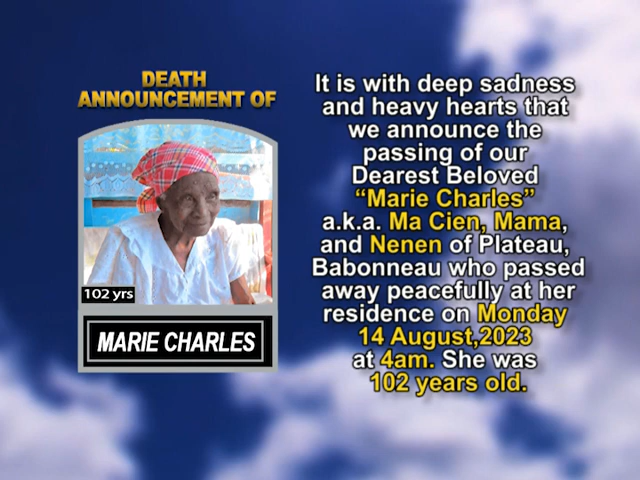 DEATH
ANNOUNCEMENT OF
102 yrs
MARIE CHARLES
It is with deep sadness
and heavy hearts that
we announce the
passing of our
Dearest Beloved
“Marie Charles”
a.k.a. Ma Cien, Mama,
and Nenen of Plateau,
Babonneau who passed
away peacefully at her
residence on Monday
14 August,2023
at 4am. She was
102 years old.